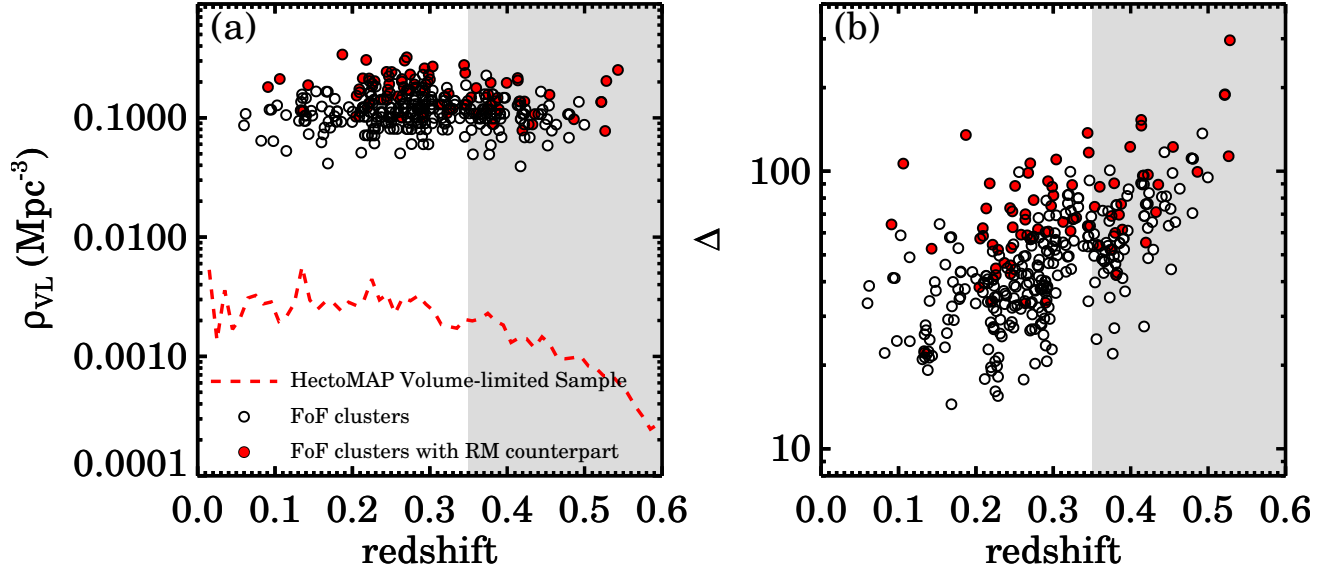 (a)
ρVL (Mpc-3)
0.1000
0.0100
0.0010
0.0001
HectoMAP Volume-limited Sample
FoF clusters
FoF clusters with RM counterpart
0.0 0.1 0.2 0.3 0.4 0.5 0.6
redshift
(b)
Δ
100
10
0.0 0.1 0.2 0.3 0.4 0.5 0.6
redshift